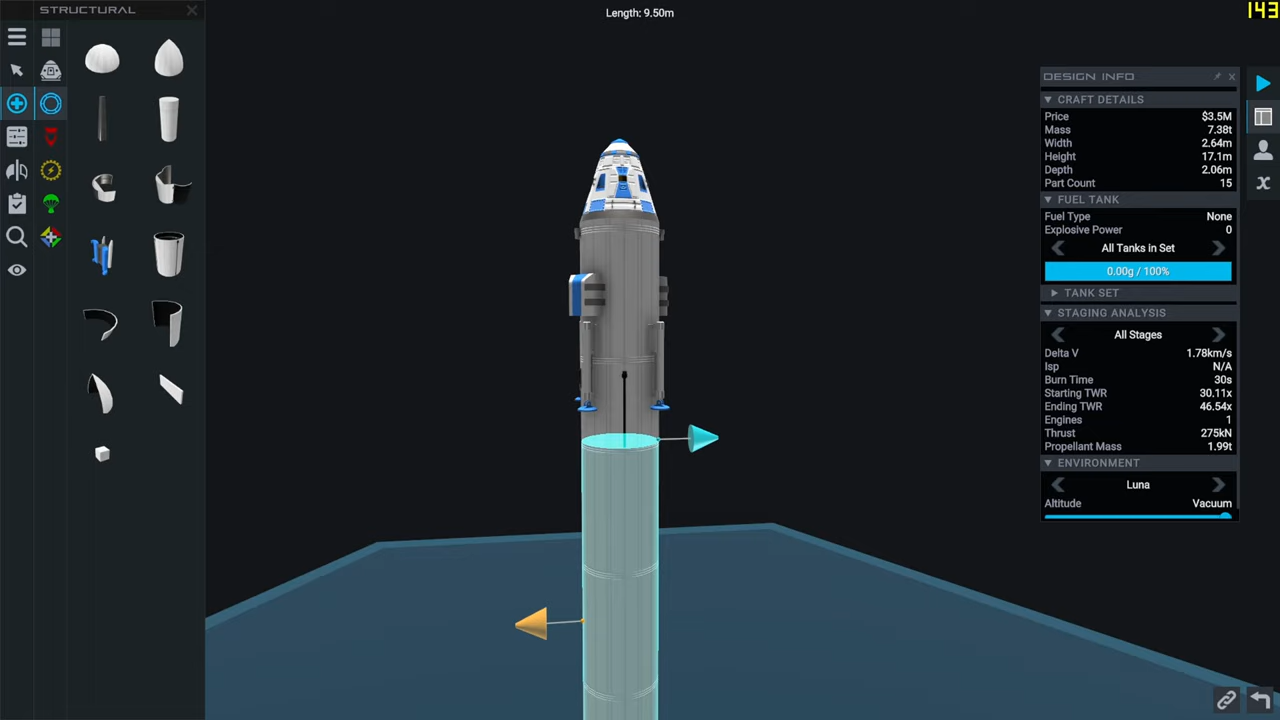 STRUCTURAL
Length: 9.50m
143
DESIGN INFO
CRAFT DETAILS
Price $3.5M
Mass 7.38t
Width 2.64m
Height 17.1m
Depth 2.06m
Part Count 15
FUEL TANK
Fuel Type None
Explosive Power 0
All Tanks in Set
0.00g / 100%
TANK SET
STAGING ANALYSIS
All Stages
Delta V 1.78km/s
Isp N/A
Burn Time 30s
Starting TWR 30.11x
Ending TWR 46.54x
Engines 1
Thrust 275kN
Propellant Mass 1.99t
ENVIRONMENT
Luna
Altitude Vacuum